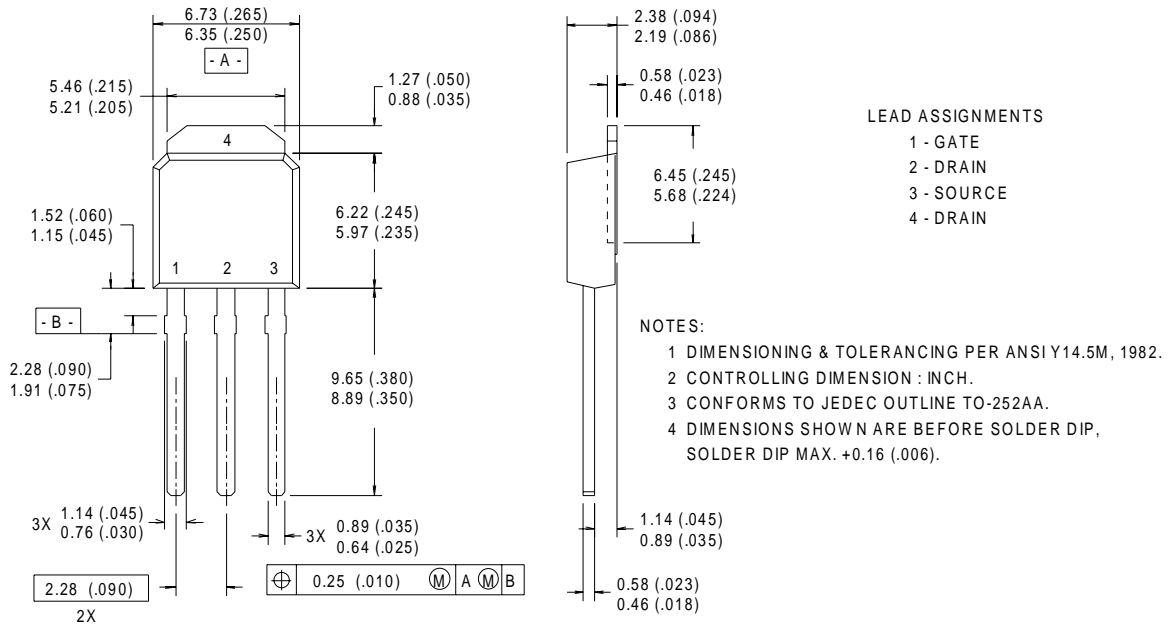 6.73 (.265)
6.35 (.250)
- A -
5.46 (.215)
5.21 (.205)
1.27 (.050)
0.88 (.035)
4
1.52 (.060)
1.15 (.045)
6.22 (.245)
5.97 (.235)
1 2 3
- B -
2.28 (.090)
1.91 (.075)
9.65 (.380)
8.89 (.350)
3X 1.14 (.045)
0.76 (.030)
3X 0.89 (.035)
0.64 (.025)
2.28 (.090)
2X
⌖ 0.25 (.010) Ⓜ A Ⓜ B
2.38 (.094)
2.19 (.086)
0.58 (.023)
0.46 (.018)
6.45 (.245)
5.68 (.224)
1.14 (.045)
0.89 (.035)
0.58 (.023)
0.46 (.018)
LEAD ASSIGNMENTS
1 - GATE
2 - DRAIN
3 - SOURCE
4 - DRAIN
NOTES:
1 DIMENSIONING & TOLERANCING PER ANSI Y14.5M, 1982.
2 CONTROLLING DIMENSION : INCH.
3 CONFORMS TO JEDEC OUTLINE TO-252AA.
4 DIMENSIONS SHOWN ARE BEFORE SOLDER DIP,
SOLDER DIP MAX. +0.16 (.006).